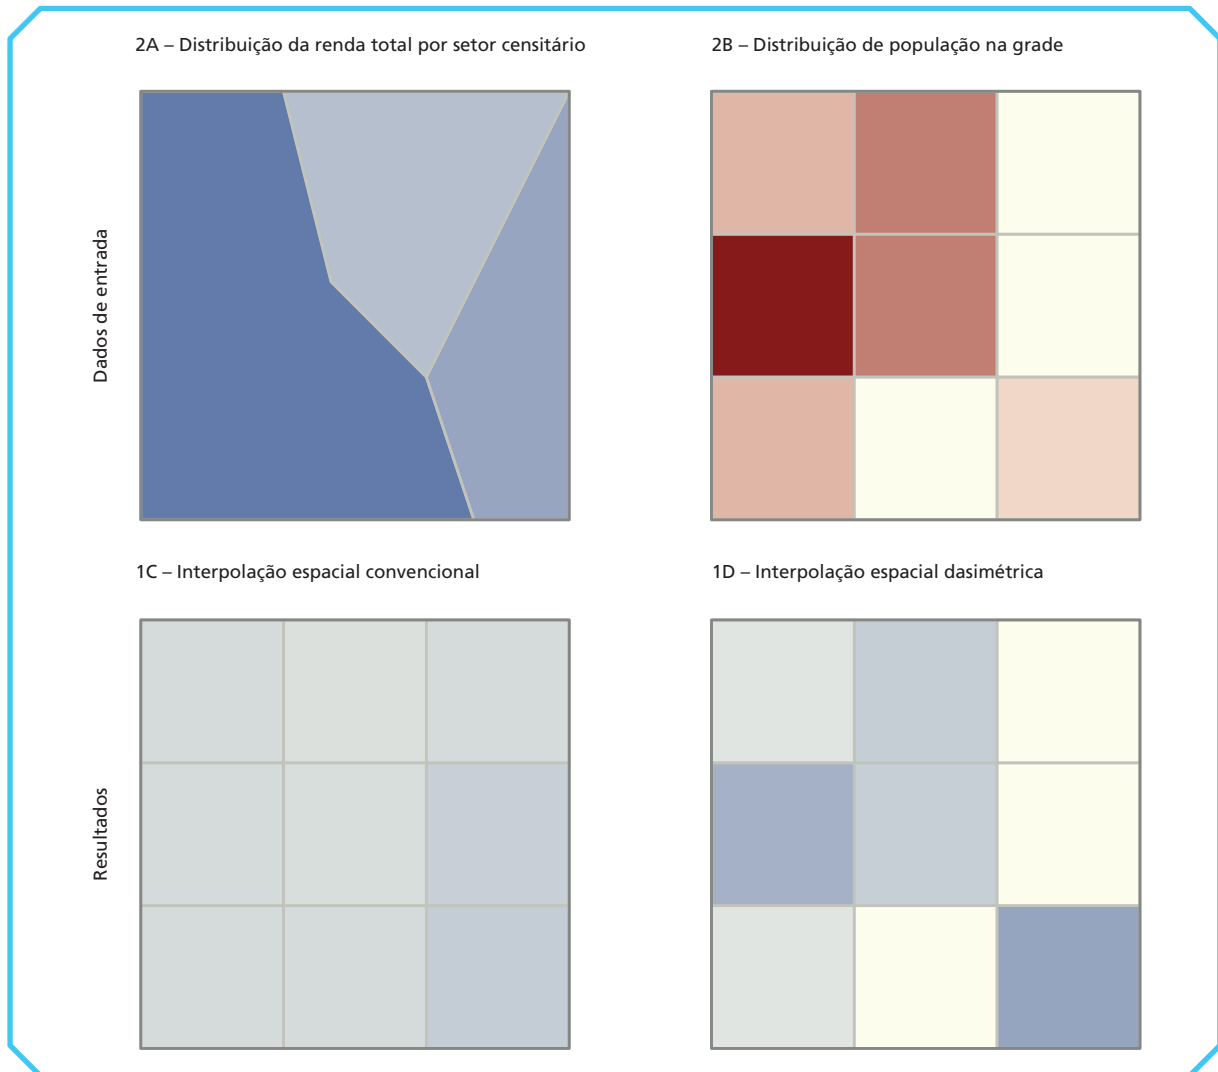 2A – Distribuição da renda total por setor censitário
2B – Distribuição de população na grade
Dados de entrada
1C – Interpolação espacial convencional
1D – Interpolação espacial dasimétrica
Resultados